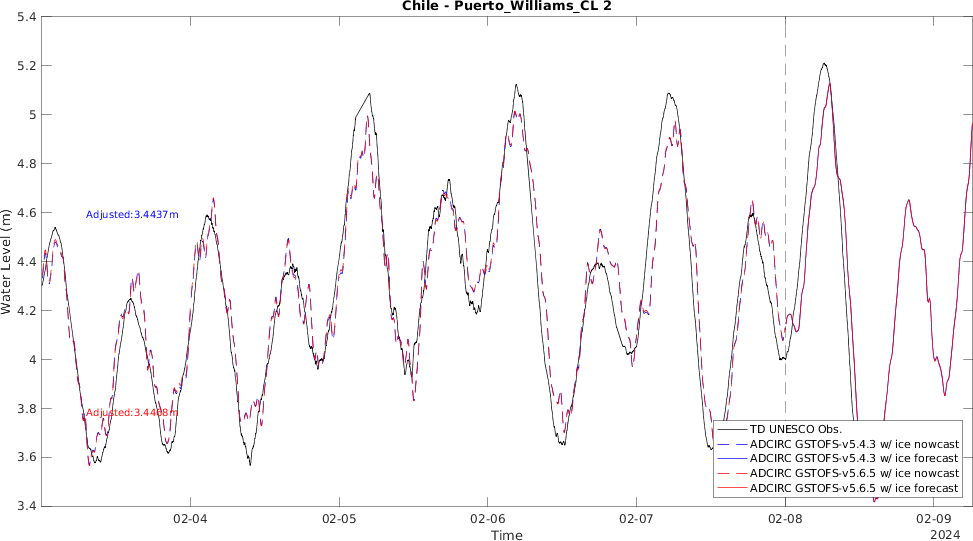 Chile - Puerto_Williams_CL 2
5.4
5.2
5
4.8
4.6
4.4
4.2
4
3.8
3.6
3.4
Water Level (m)
Adjusted:3.4437m
TD UNESCO Obs.
ADCIRC GSTOFS-v5.4.3 w/ ice nowcast
ADCIRC GSTOFS-v5.4.3 w/ ice forecast
ADCIRC GSTOFS-v5.6.5 w/ ice nowcast
ADCIRC GSTOFS-v5.6.5 w/ ice forecast
02-04
02-05
02-06
02-07
02-08
02-09
Time
2024